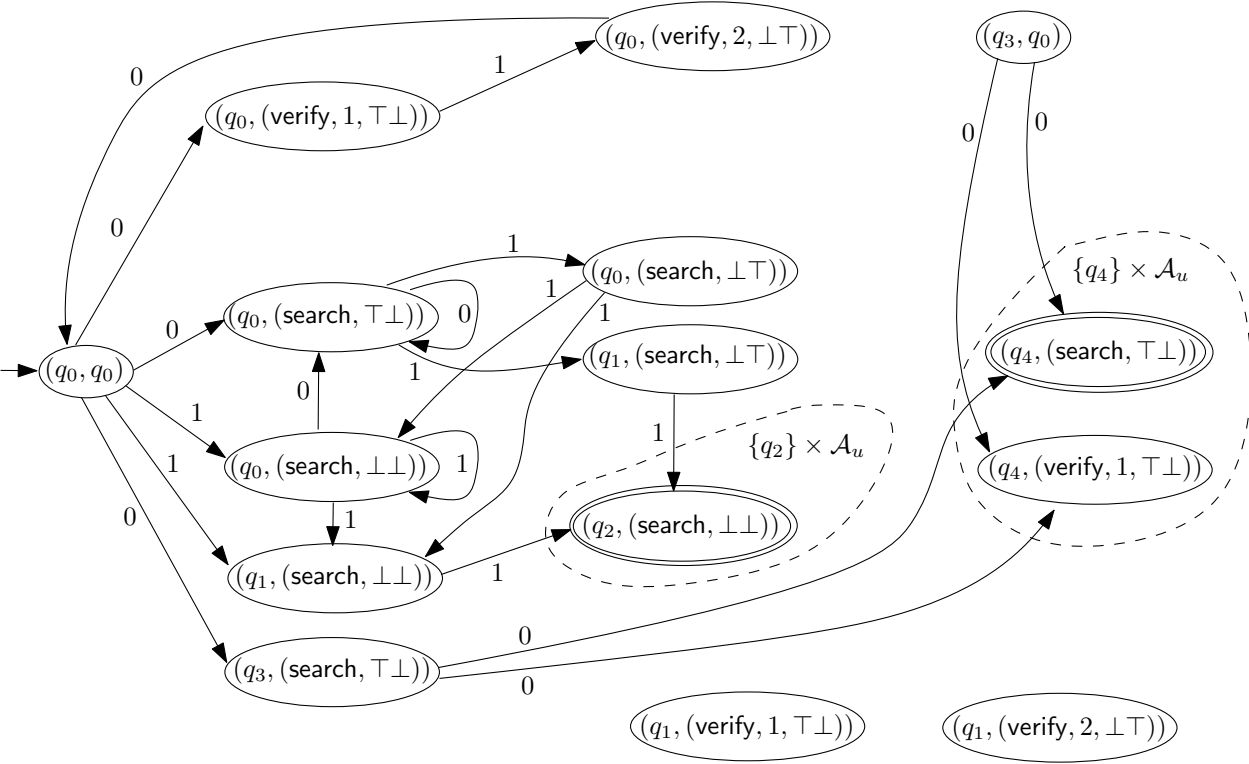 (q₀, (verify, 2, ⊥⊤))
(q₃, q₀)
0
1
(q₀, (verify, 1, ⊤⊥))
0
0
0
1
{q₄} × 𝒜ᵤ
(q₀, (search, ⊥⊤))
1
1
0
(q₀, (search, ⊤⊥))
0
(q₁, (search, ⊥⊤))
(q₄, (search, ⊤⊥))
(q₀, q₀)
1
0
1
1
{q₂} × 𝒜ᵤ
(q₀, (search, ⊥⊥))
1
1
(q₄, (verify, 1, ⊤⊥))
0
1
(q₂, (search, ⊥⊥))
(q₁, (search, ⊥⊥))
1
0
(q₃, (search, ⊤⊥))
0
(q₁, (verify, 1, ⊤⊥))
(q₁, (verify, 2, ⊥⊤))